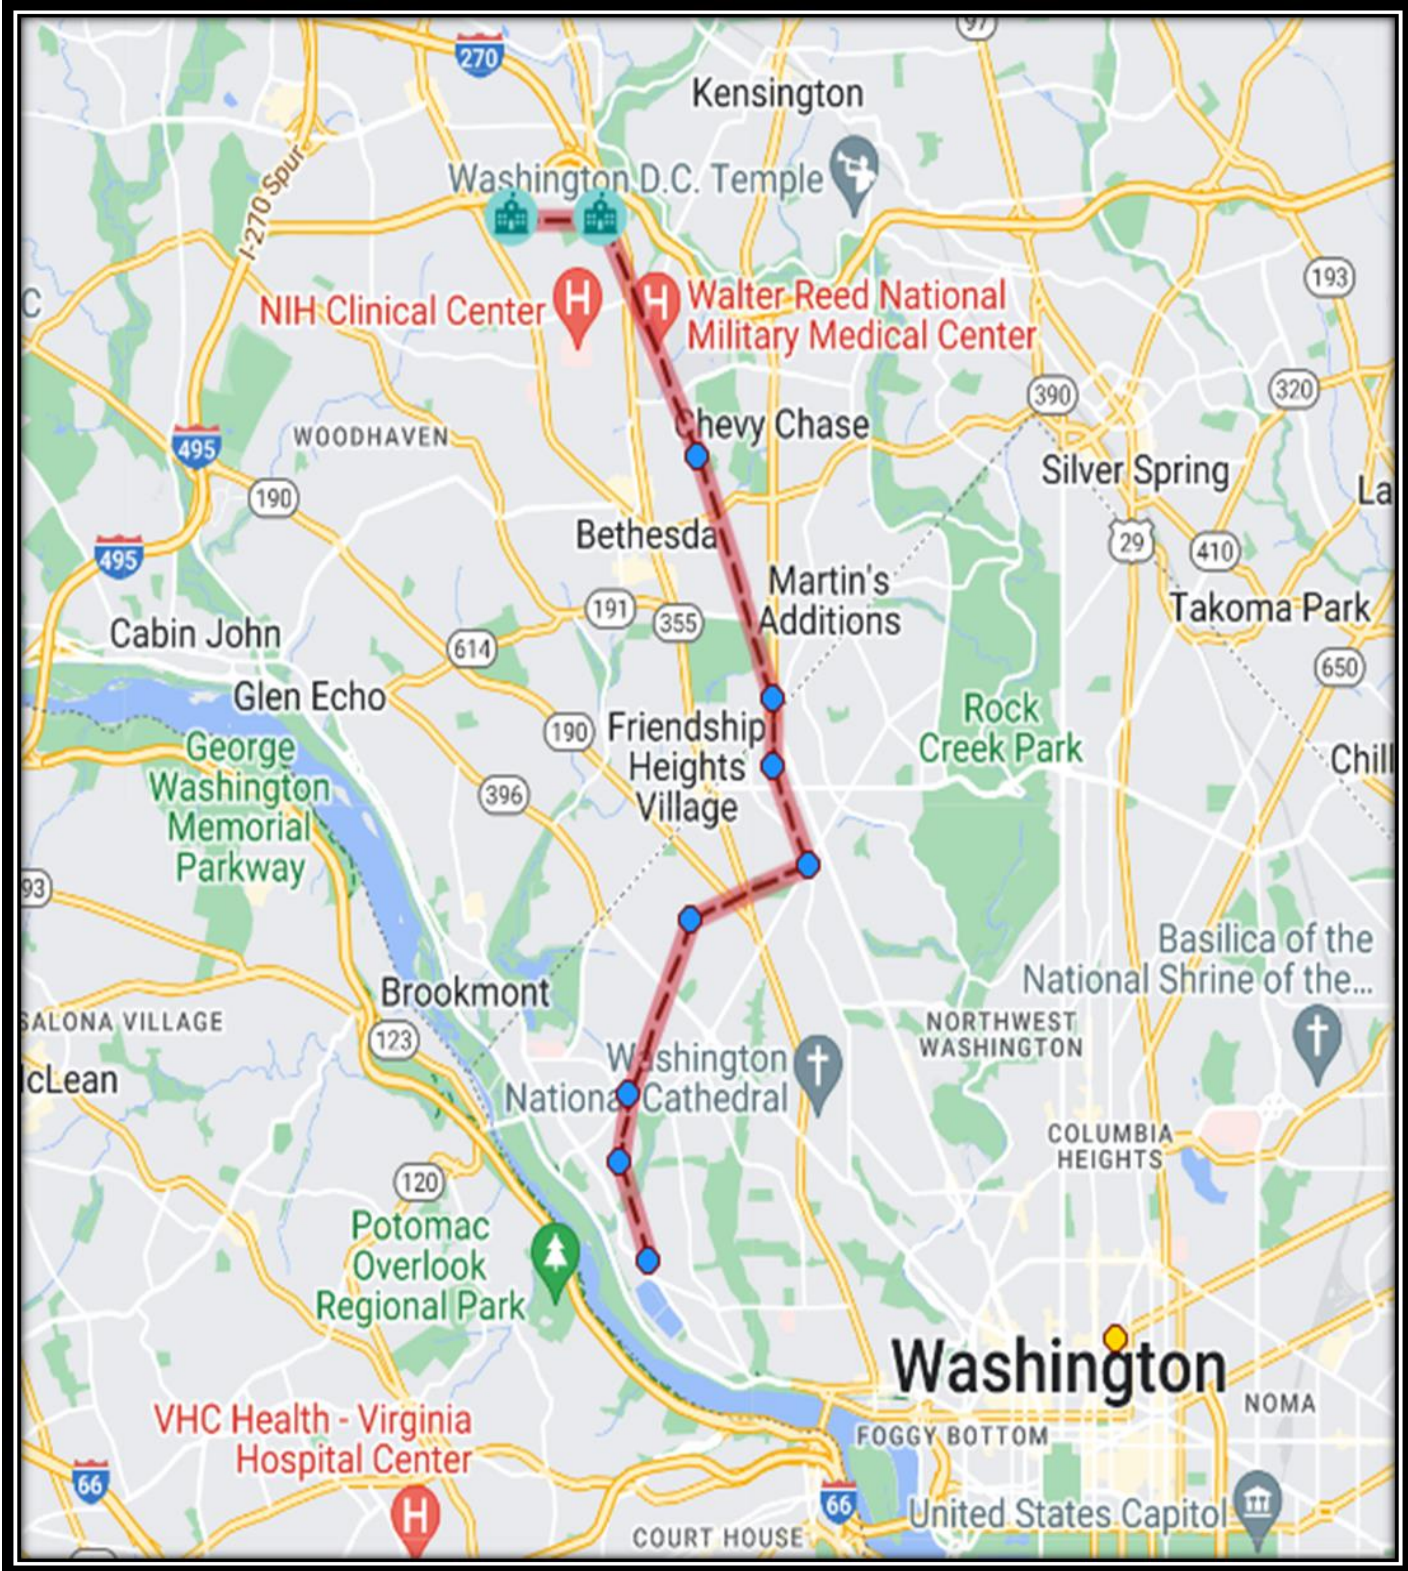 97
270
Kensington
Washington D.C. Temple
I-270 Spur
193
C
NIH Clinical Center
Walter Reed National
Military Medical Center
390
320
Chevy Chase
WOODHAVEN
495
Silver Spring
190
La
Bethesda
29
410
495
Martin's
Additions
191
355
Takoma Park
Cabin John
614
650
Glen Echo
Rock
Creek Park
190
Friendship
Heights
Village
George
Washington
Memorial
Parkway
Chill
396
93
Basilica of the
National Shrine of the...
Brookmont
SALONA VILLAGE
123
NORTHWEST
WASHINGTON
Washington
National Cathedral
cLean
COLUMBIA
HEIGHTS
120
Potomac
Overlook
Regional Park
Washington
NOMA
VHC Health - Virginia
Hospital Center
FOGGY BOTTOM
66
66
United States Capitol
COURT HOUSE
H
H
H